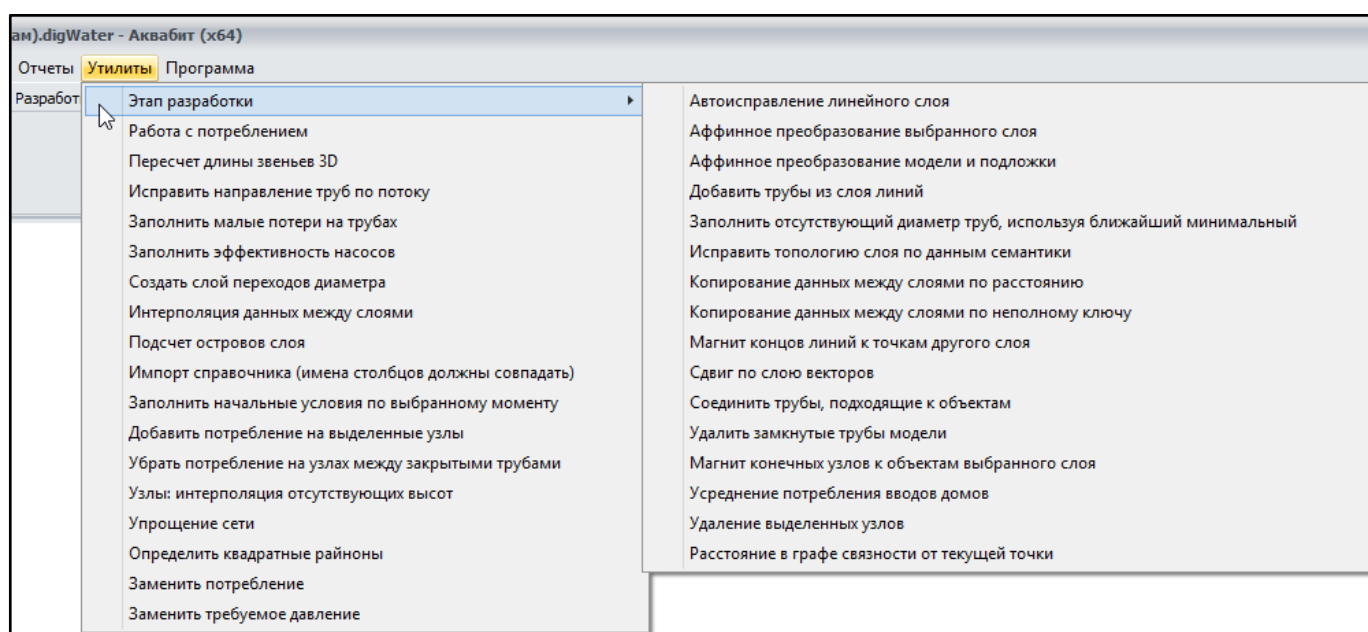 ам).digWater - Аквабит (x64)
Отчеты Утилиты Программа
Разработ
Этап разработки
Работа с потреблением
Пересчет длины звеньев 3D
Исправить направление труб по потоку
Заполнить малые потери на трубах
Заполнить эффективность насосов
Создать слой переходов диаметра
Интерполяция данных между слоями
Подсчет островов слоя
Импорт справочника (имена столбцов должны совпадать)
Заполнить начальные условия по выбранному моменту
Добавить потребление на выделенные узлы
Убрать потребление на узлах между закрытыми трубами
Узлы: интерполяция отсутствующих высот
Упрощение сети
Определить квадратные райноны
Заменить потребление
Заменить требуемое давление
Автоисправление линейного слоя
Аффинное преобразование выбранного слоя
Аффинное преобразование модели и подложки
Добавить трубы из слоя линий
Заполнить отсутствующий диаметр труб, используя ближайший минимальный
Исправить топологию слоя по данным семантики
Копирование данных между слоями по расстоянию
Копирование данных между слоями по неполному ключу
Магнит концов линий к точкам другого слоя
Сдвиг по слою векторов
Соединить трубы, подходящие к объектам
Удалить замкнутые трубы модели
Магнит конечных узлов к объектам выбранного слоя
Усреднение потребления вводов домов
Удаление выделенных узлов
Расстояние в графе связности от текущей точки